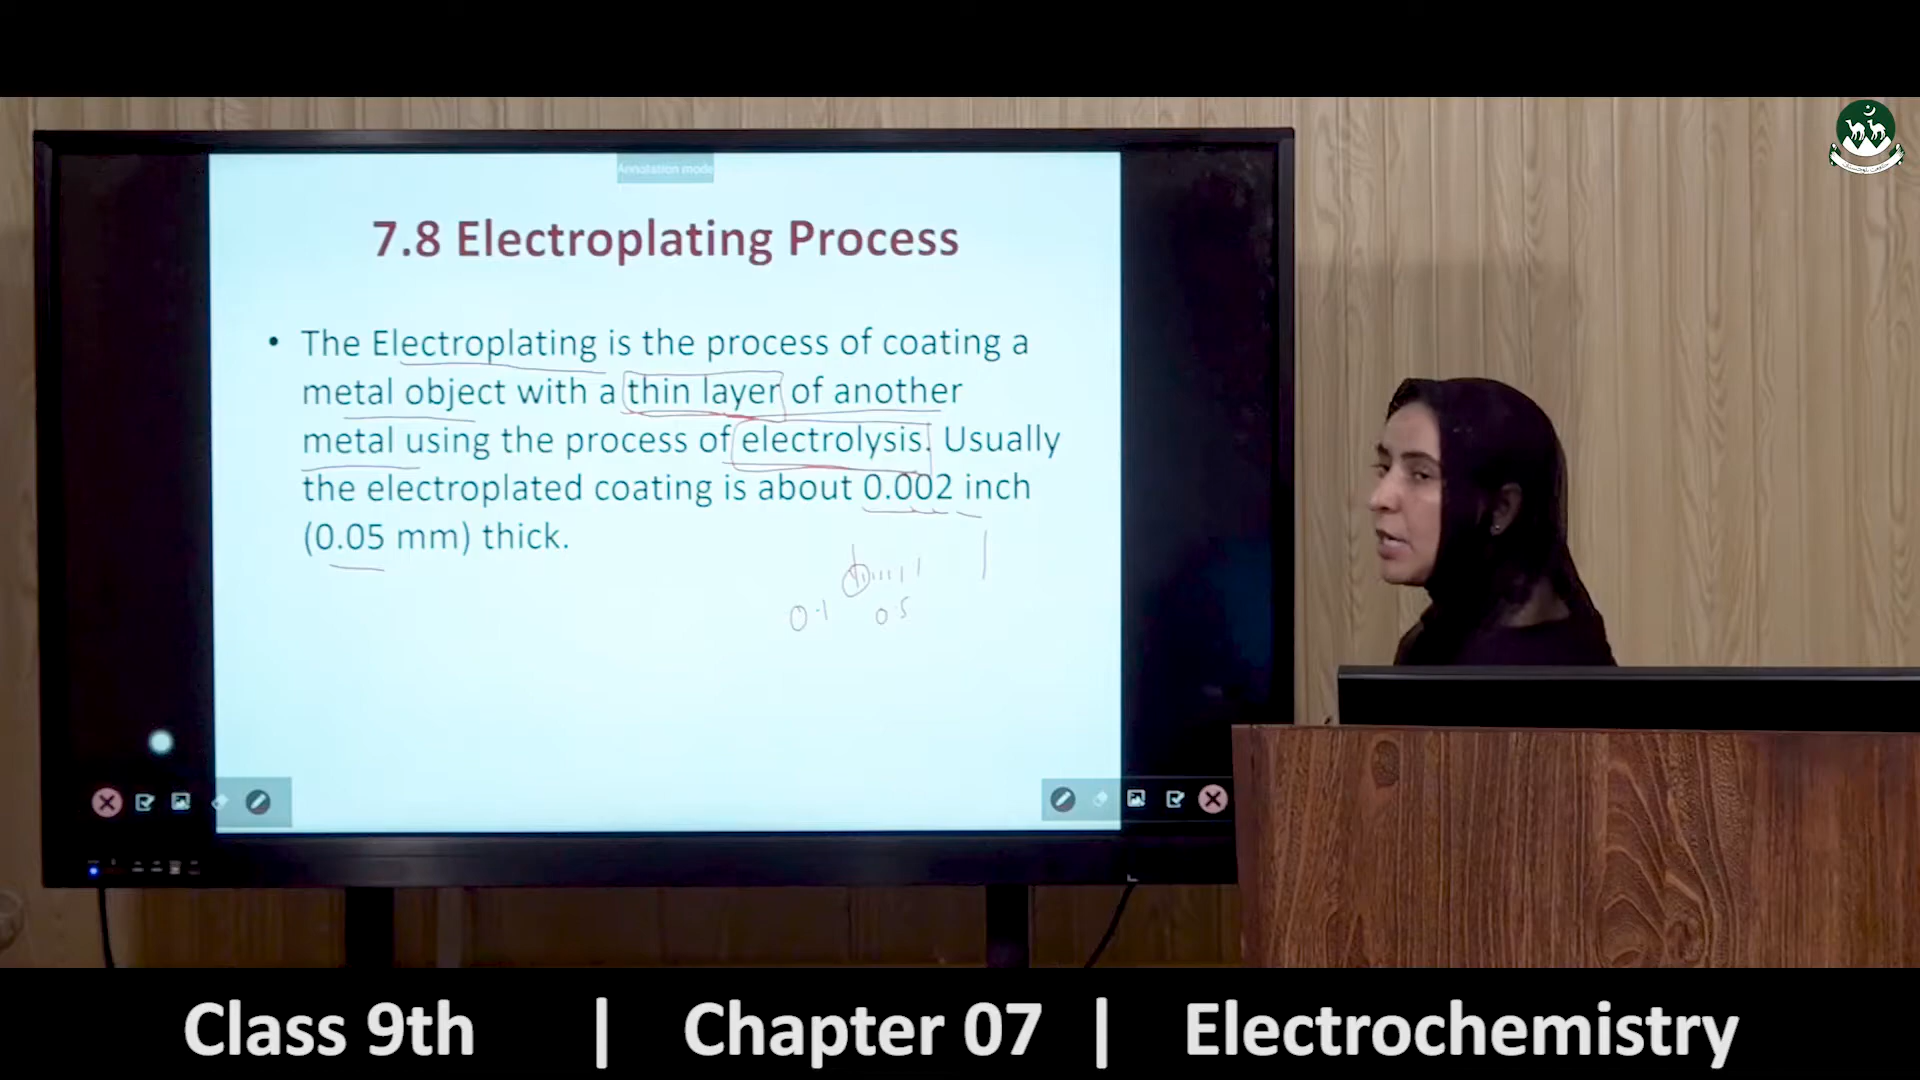 Annotation mode
7.8 Electroplating Process
• The Electroplating is the process of coating a
metal object with a thin layer of another
metal using the process of electrolysis. Usually
the electroplated coating is about 0.002 inch
(0.05 mm) thick.
0.1 0.5
Class 9th | Chapter 07 | Electrochemistry